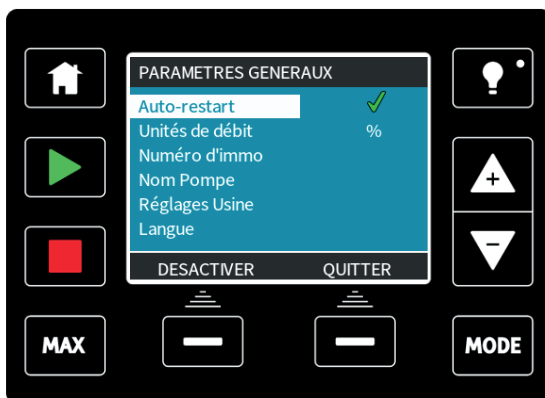 PARAMETRES GENERAUX
Auto-restart
Unités de débit %
Numéro d'immo
Nom Pompe
Réglages Usine
Langue
DESACTIVER QUITTER
+
−
MAX
MODE